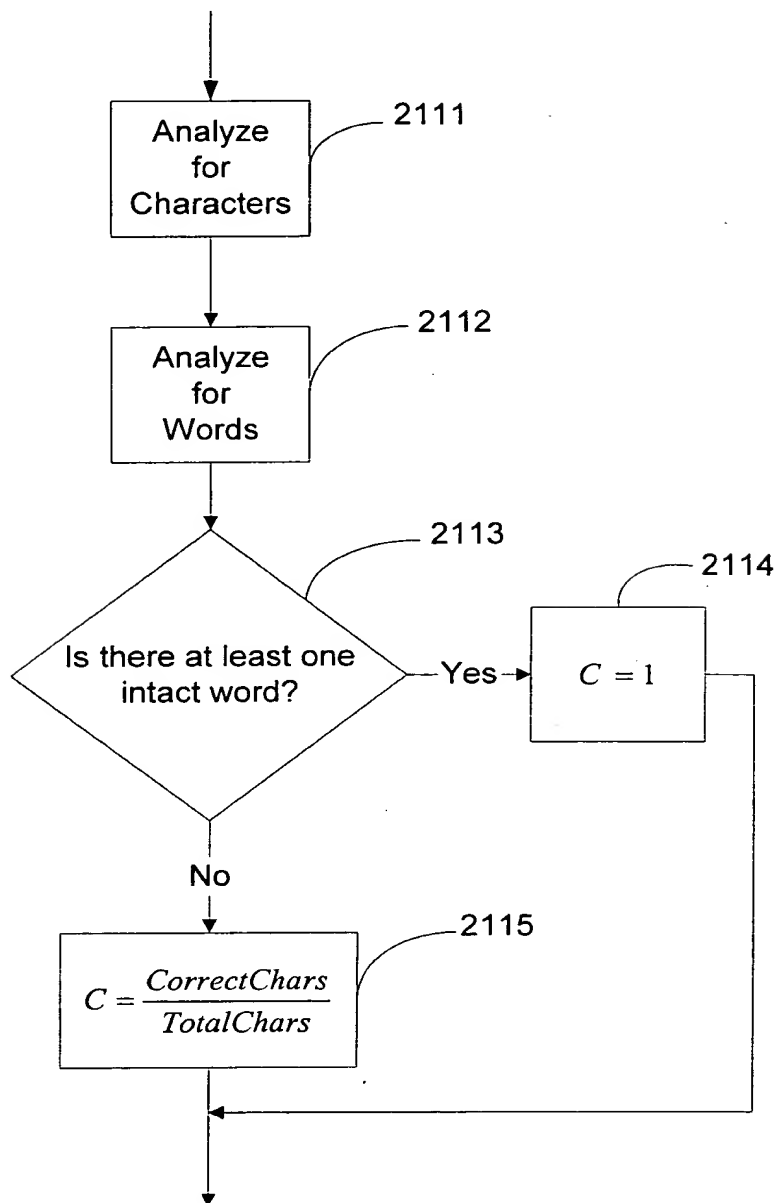 2111
Analyze
for
Characters
2112
Analyze
for
Words
2113
2114
Is there at least one
intact word?
Yes
C = 1
No
2115
C = CorrectChars / TotalChars